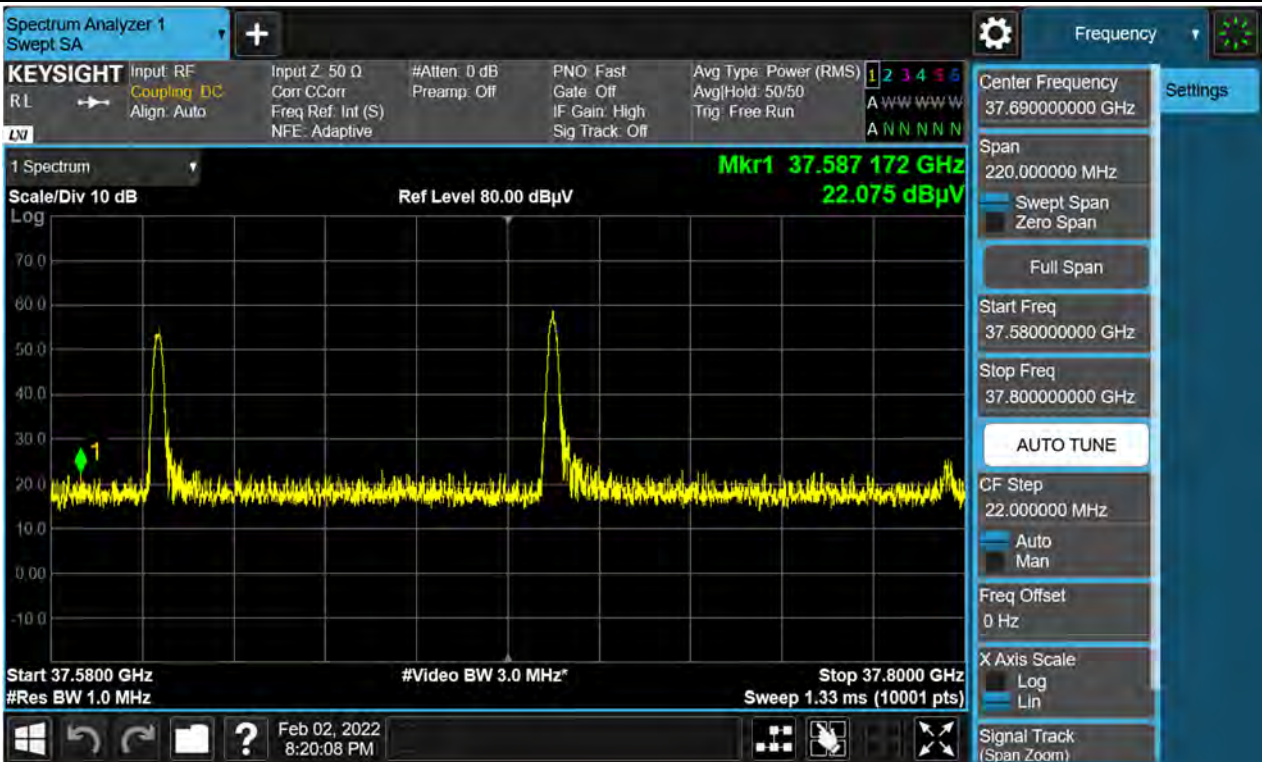 Spectrum Analyzer 1
Swept SA
+
Frequency
KEYSIGHT
RL
LXI
Input: RF
Coupling: DC
Align: Auto
Input Z: 50 Ω
Corr CCorr
Freq Ref: Int (S)
NFE: Adaptive
#Atten: 0 dB
Preamp: Off
PNO: Fast
Gate: Off
IF Gain: High
Sig Track: Off
Avg Type: Power (RMS)
Avg|Hold: 50/50
Trig: Free Run
1 2 3 4 5 6
A W W W W W
A N N N N N
1 Spectrum
Scale/Div 10 dB
Log
Ref Level 80.00 dBµV
Mkr1 37.587 172 GHz
22.075 dBµV
70.0
60.0
50.0
40.0
30.0
20.0
10.0
0.00
-10.0
1
Start 37.5800 GHz
#Res BW 1.0 MHz
#Video BW 3.0 MHz*
Stop 37.8000 GHz
Sweep 1.33 ms (10001 pts)
Center Frequency
37.690000000 GHz
Settings
Span
220.000000 MHz
Swept Span
Zero Span
Full Span
Start Freq
37.580000000 GHz
Stop Freq
37.800000000 GHz
AUTO TUNE
CF Step
22.000000 MHz
Auto
Man
Freq Offset
0 Hz
X Axis Scale
Log
Lin
Signal Track
(Span Zoom)
?
Feb 02, 2022
8:20:08 PM